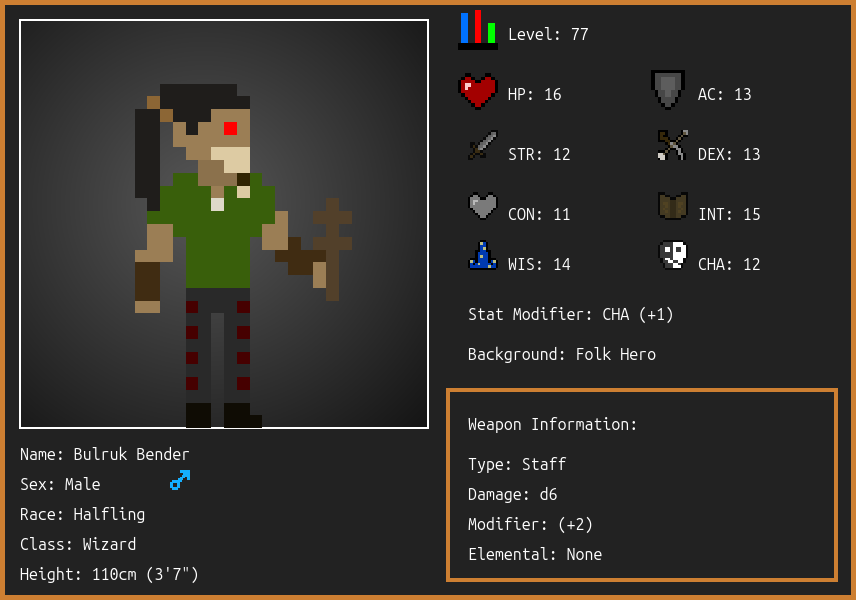 Level: 77
HP: 16
AC: 13
STR: 12
DEX: 13
CON: 11
INT: 15
WIS: 14
CHA: 12
Stat Modifier: CHA (+1)
Background: Folk Hero
Weapon Information:
Type: Staff
Damage: d6
Modifier: (+2)
Elemental: None
Name: Bulruk Bender
Sex: Male
Race: Halfling
Class: Wizard
Height: 110cm (3'7")